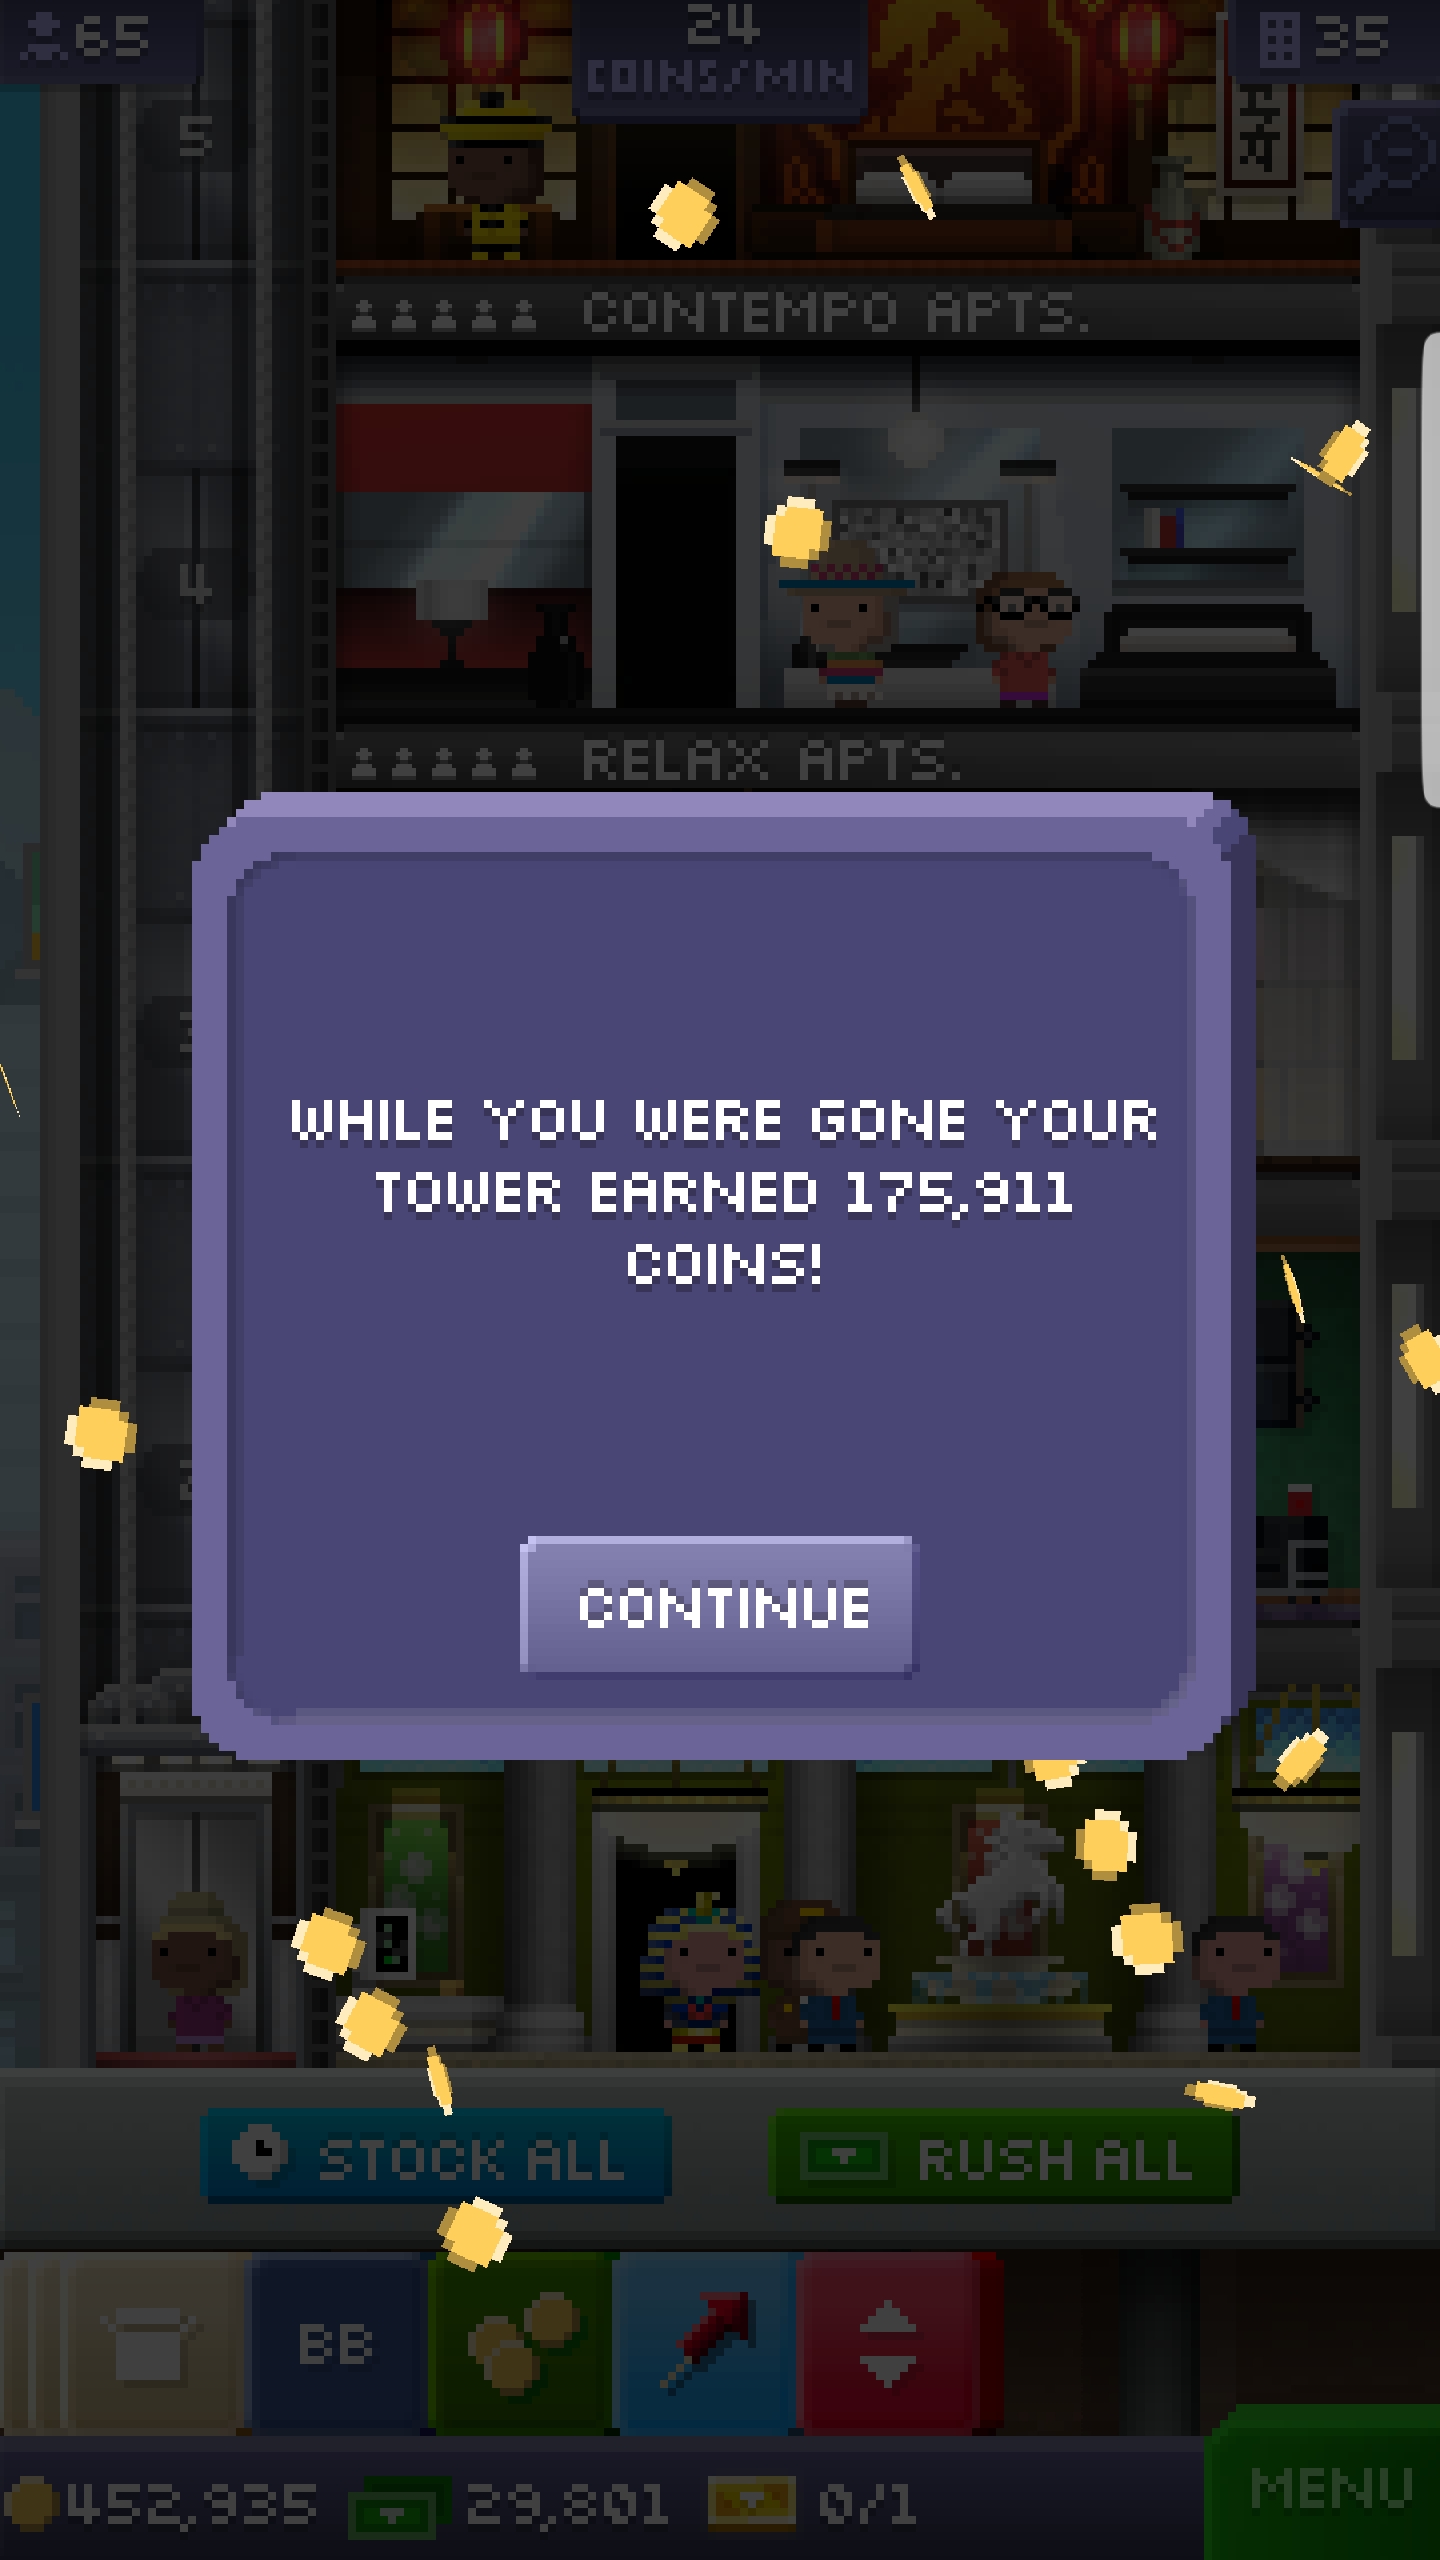 65
24
COINS/MIN
35
5
CONTEMPO APTS.
4
RELAX APTS.
WHILE YOU WERE GONE YOUR
TOWER EARNED 175,911
COINS!
CONTINUE
STOCK ALL
RUSH ALL
BB
452,935
29,801
0/1
MENU